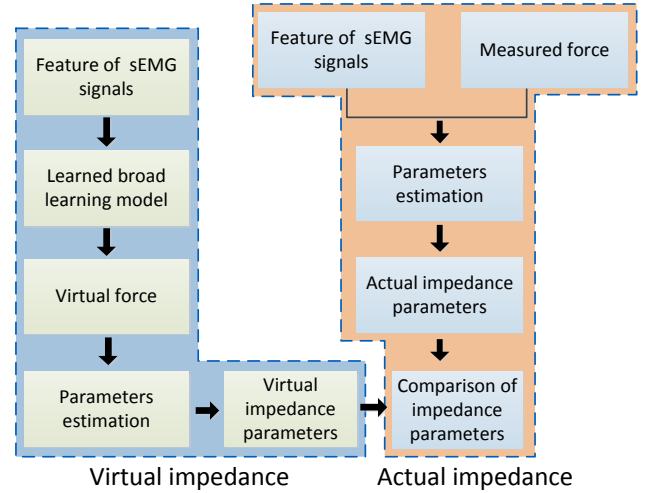 Feature of sEMG
signals
Learned broad
learning model
Virtual force
Parameters
estimation
Virtual
impedance
parameters
Virtual impedance
Feature of sEMG
signals
Measured force
Parameters
estimation
Actual impedance
parameters
Comparison of
impedance
parameters
Actual impedance